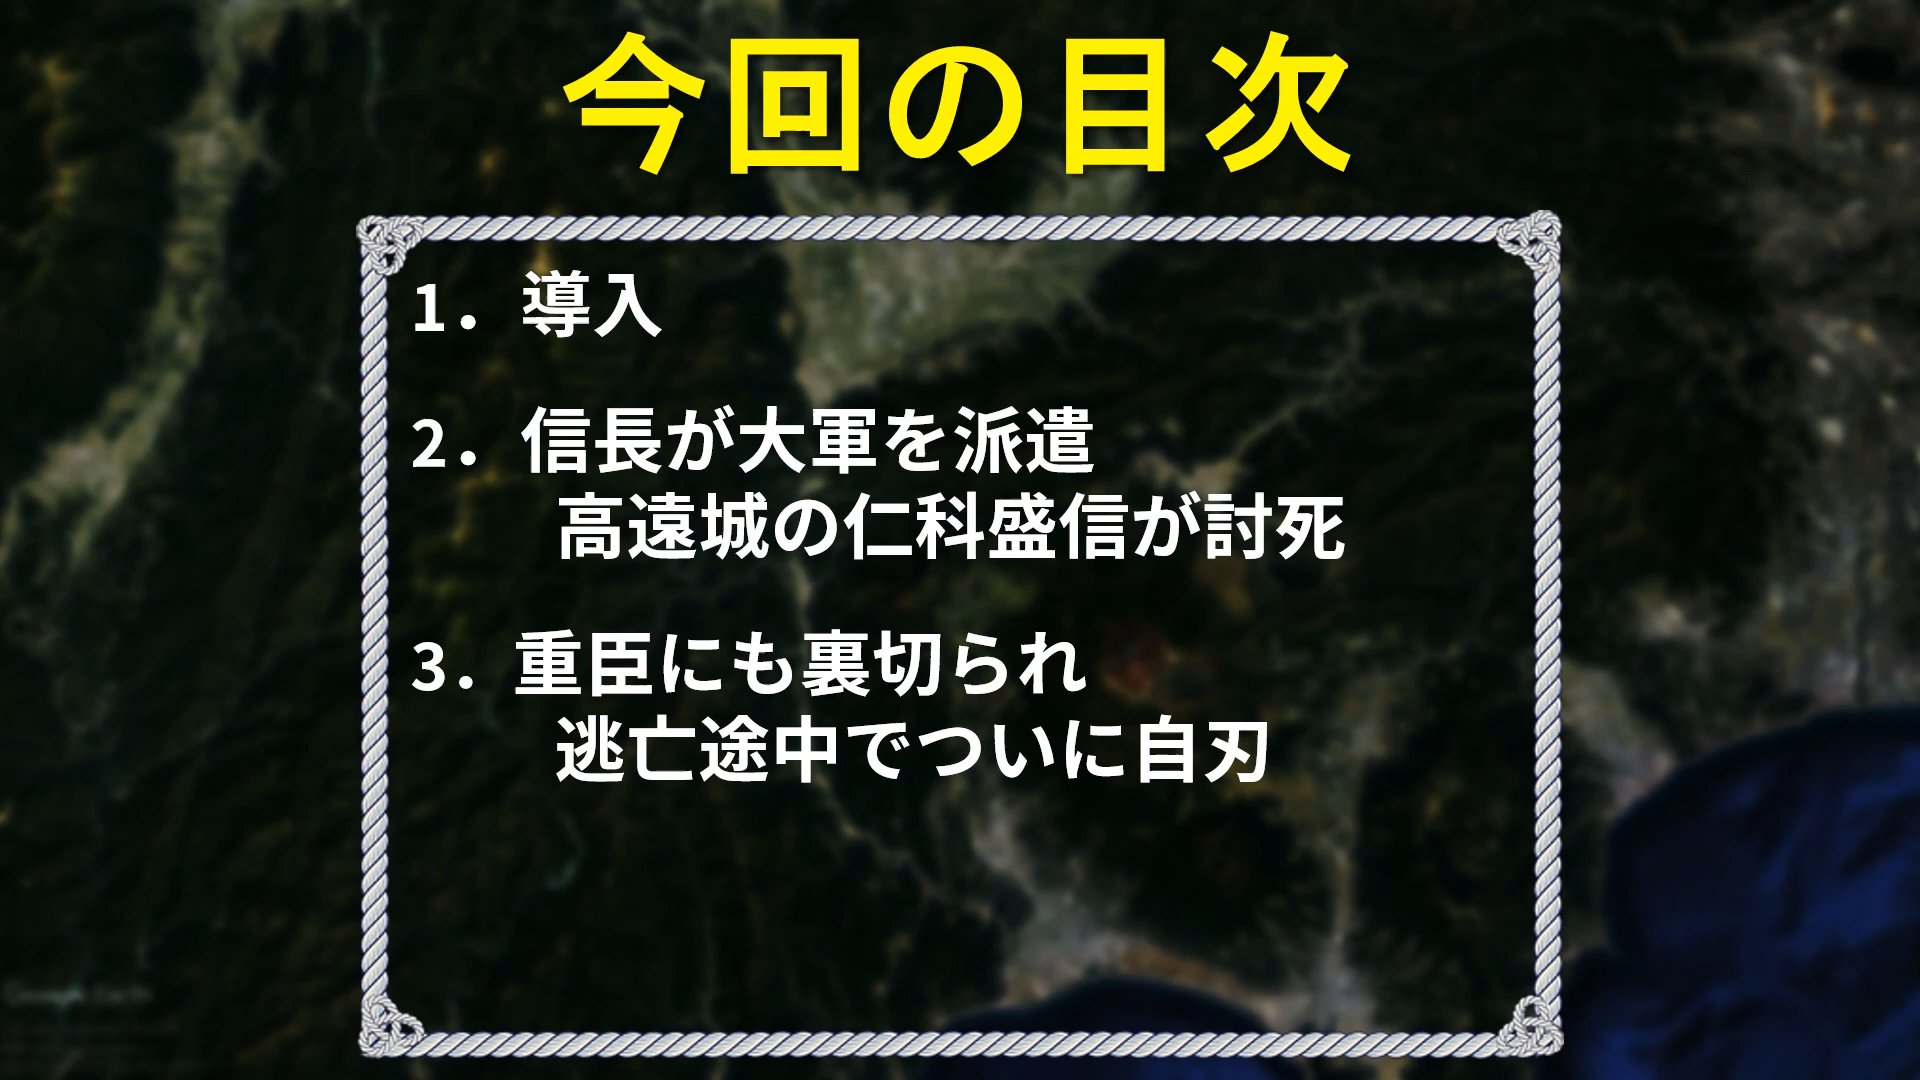 今回の目次
1．導入
2．信長が大軍を派遣
高遠城の仁科盛信が討死
3．重臣にも裏切られ
逃亡途中でついに自刃